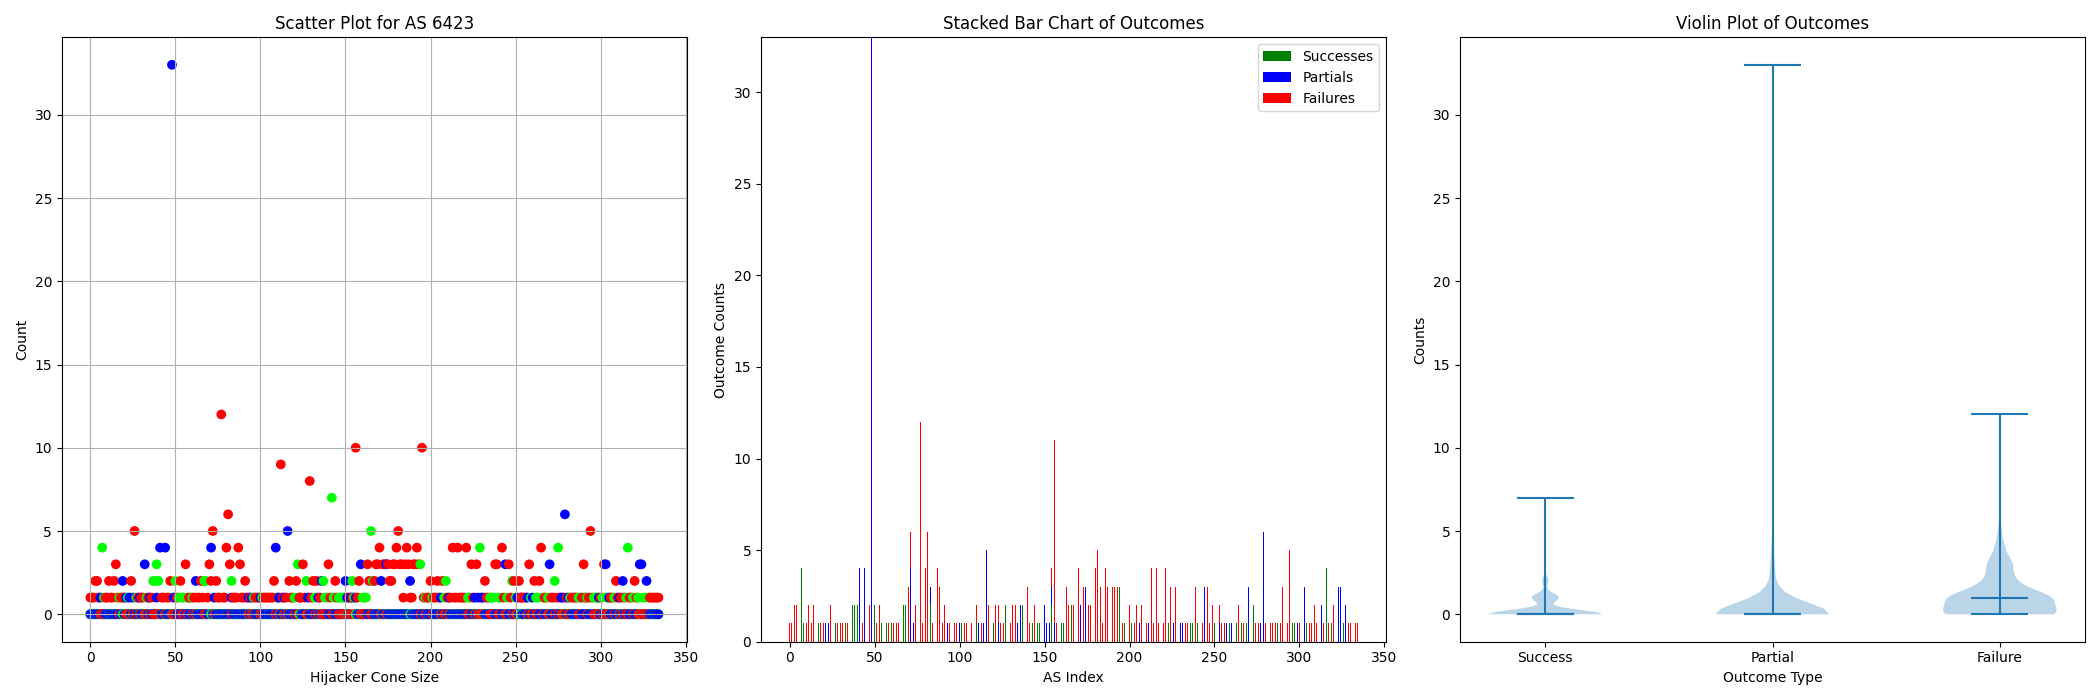 Scatter Plot for AS 6423
Count
30
25
20
15
10
5
0
0 50 100 150 200 250 300 350
Hijacker Cone Size
Stacked Bar Chart of Outcomes
Successes
Partials
Failures
Outcome Counts
30
25
20
15
10
5
0
0 50 100 150 200 250 300 350
AS Index
Violin Plot of Outcomes
Counts
30
25
20
15
10
5
0
Success Partial Failure
Outcome Type